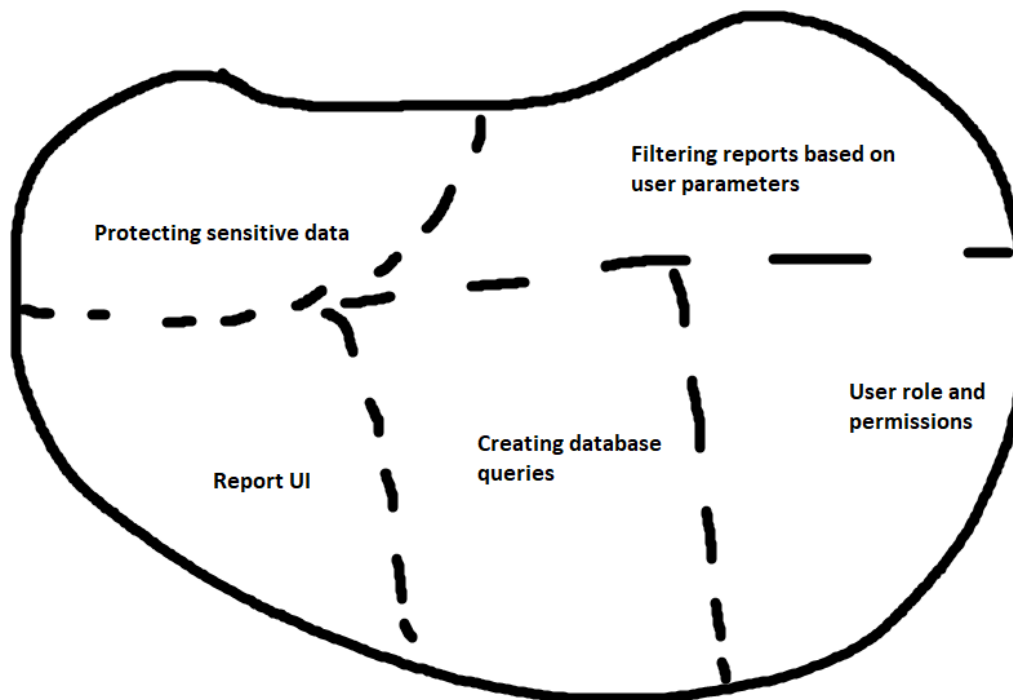 Filtering reports based on
user parameters
Protecting sensitive data
User role and
permissions
Creating database
queries
Report UI